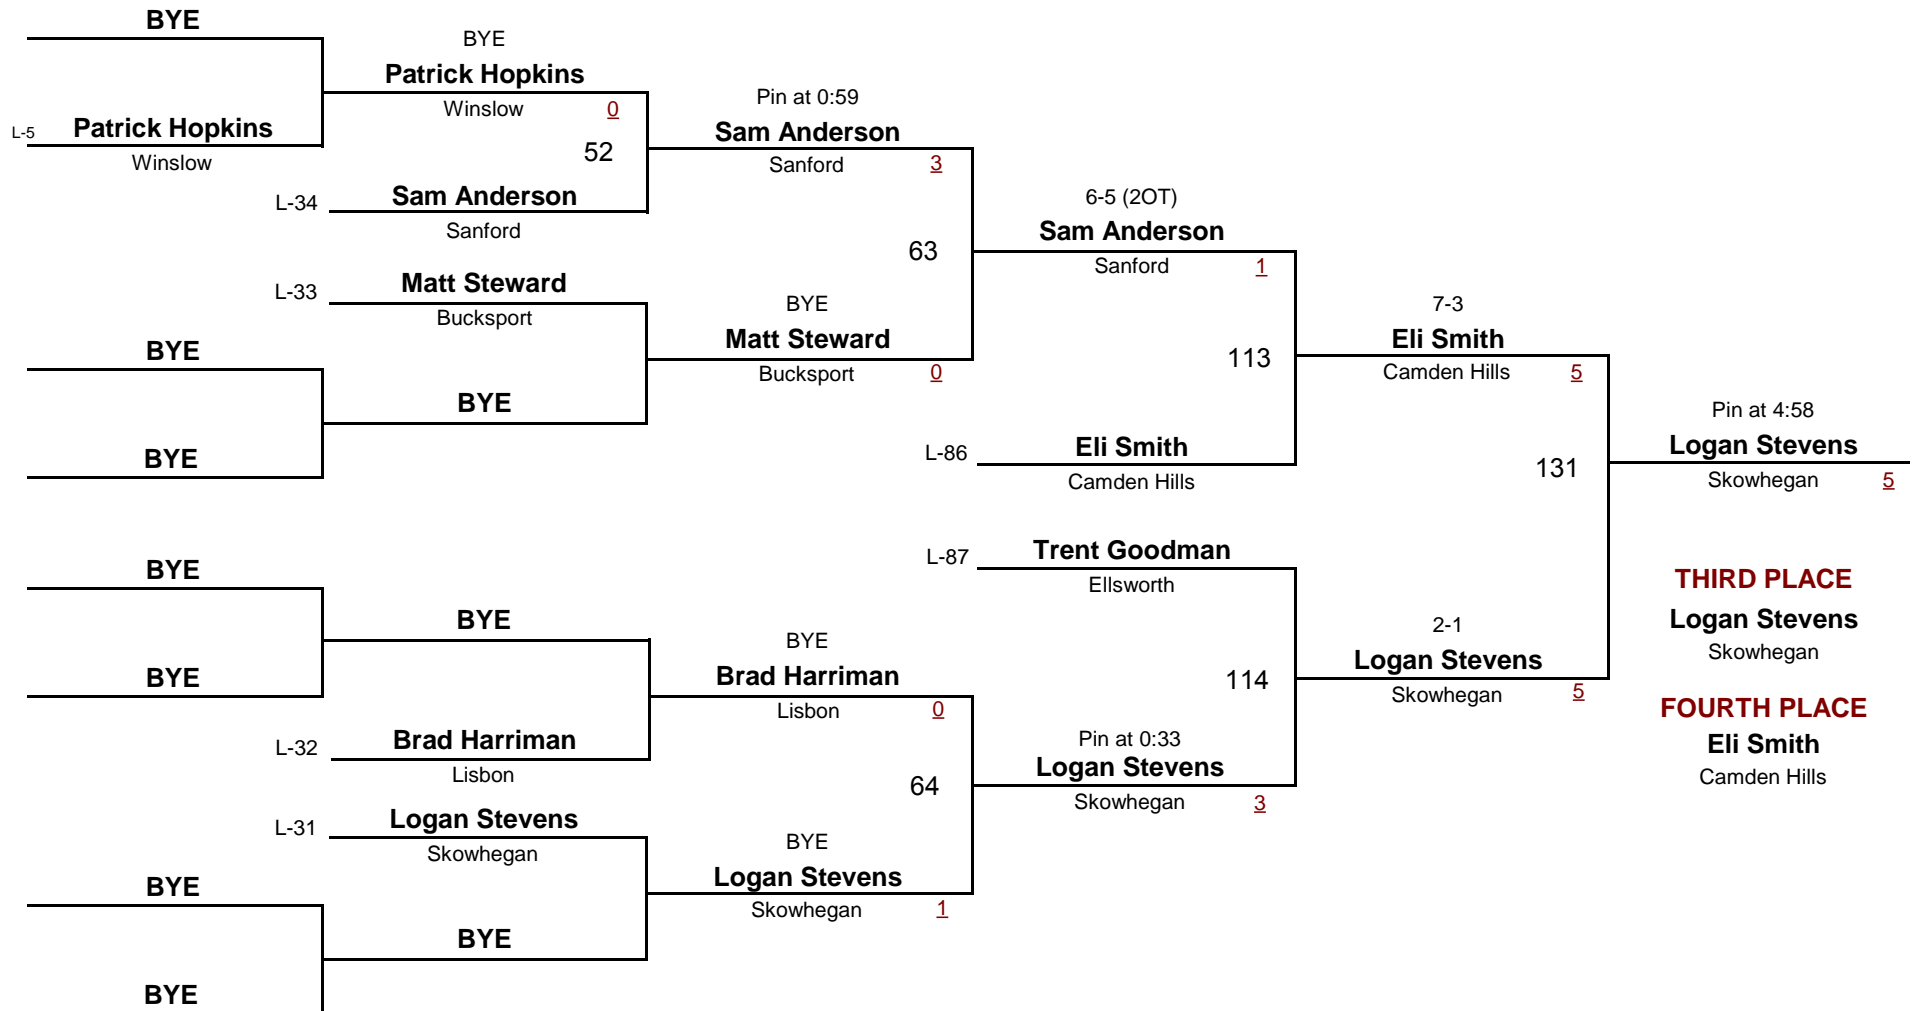 BYE
BYE
Patrick Hopkins
Winslow
0
L-5
Patrick Hopkins
Winslow
52
Pin at 0:59
Sam Anderson
Sanford
3
L-34
Sam Anderson
Sanford
63
6-5 (2OT)
Sam Anderson
Sanford
1
L-33
Matt Steward
Bucksport
BYE
Matt Steward
Bucksport
0
BYE
BYE
BYE
113
7-3
Eli Smith
Camden Hills
5
L-86
Eli Smith
Camden Hills
131
Pin at 4:58
Logan Stevens
Skowhegan
5
L-87
Trent Goodman
Ellsworth
BYE
BYE
BYE
BYE
Brad Harriman
Lisbon
0
114
2-1
Logan Stevens
Skowhegan
5
THIRD PLACE
Logan Stevens
Skowhegan
FOURTH PLACE
Eli Smith
Camden Hills
L-32
Brad Harriman
Lisbon
64
Pin at 0:33
Logan Stevens
Skowhegan
3
L-31
Logan Stevens
Skowhegan
BYE
Logan Stevens
Skowhegan
1
BYE
BYE
BYE